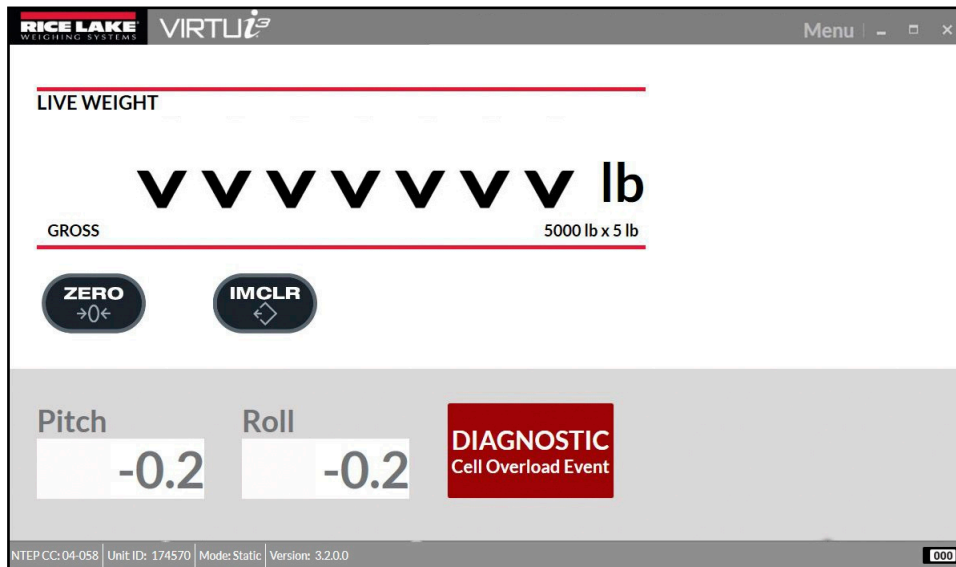 RICE LAKE
WEIGHING SYSTEMS
VIRTUi³
Menu
LIVE WEIGHT
v v v v v v v lb
GROSS
5000 lb x 5 lb
ZERO
→0←
IMCLR
Pitch
-0.2
Roll
-0.2
DIAGNOSTIC
Cell Overload Event
NTEP CC: 04-058 Unit ID: 174570 Mode: Static Version: 3.2.0.0
000